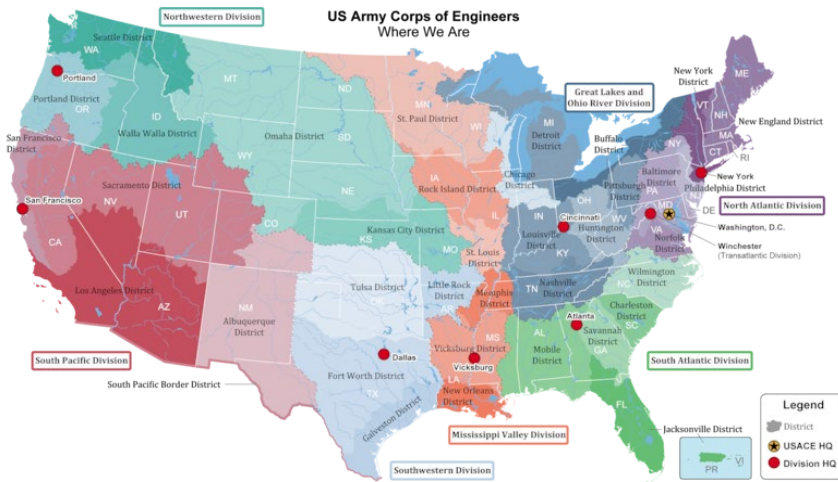 US Army Corps of Engineers
Where We Are
Northwestern Division
Seattle District
WA
Portland
Portland District
OR
ID
Walla Walla District
MT
ND
SD
WY
Omaha District
NE
CO
KS
Kansas City District
MO
San Francisco
District
San Francisco
Sacramento District
NV
UT
CA
Los Angeles District
AZ
South Pacific Division
NM
Albuquerque
District
South Pacific Border District
MN
St. Paul District
WI
IA
Rock Island District
IL
St. Louis
District
Memphis
District
MS
Vicksburg District
Vicksburg
LA
New Orleans
District
Mississippi Valley Division
Tulsa District
OK
Little Rock
District
AR
Dallas
Fort Worth District
TX
Galveston District
Southwestern Division
Great Lakes and
Ohio River Division
MI
Detroit
District
Chicago
District
Buffalo
District
IN
OH
Cincinnati
Pittsburgh
District
WV
Huntington
District
Louisville
District
KY
Nashville
District
TN
New York
District
ME
VT
NH
New England District
MA
CT
RI
NY
New York
Baltimore
District
PA
NJ
Philadelphia District
North Atlantic Division
MD
DE
Washington, D.C.
VA
Norfolk
District
Winchester
(Transatlantic Division)
Wilmington
District
NC
Charleston
District
SC
Atlanta
Savannah
District
GA
AL
Mobile
District
South Atlantic Division
FL
Jacksonville District
PR
VI
Legend
District
USACE HQ
Division HQ